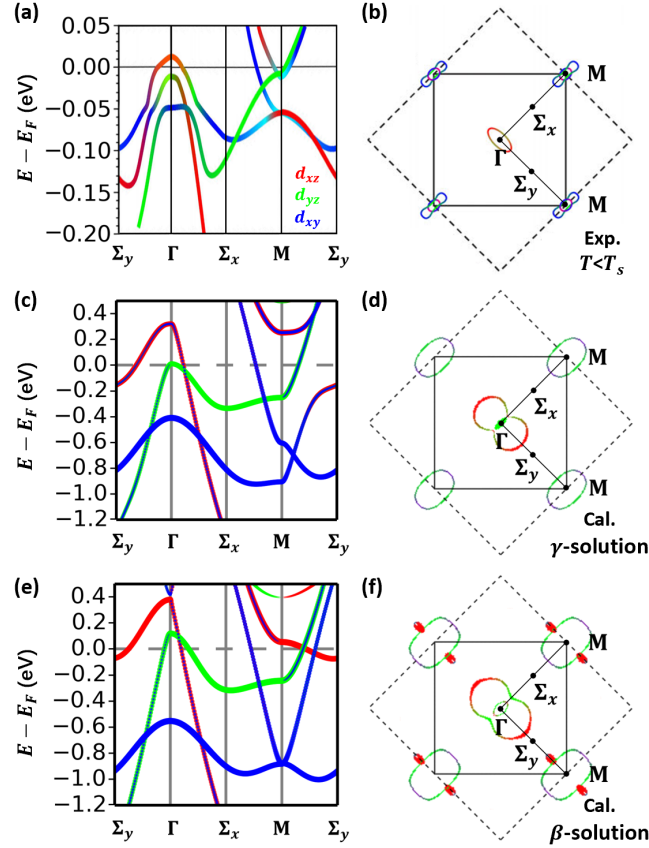 (a)
E − E_F (eV)
0.00
−0.05
−0.10
−0.15
−0.20
d_xz
d_yz
d_xy
Σ_y Γ Σ_x M Σ_y
(b)
M
Σ_x
Γ
Σ_y
M
Exp.
T<T_s
(c)
E − E_F (eV)
0.4
0.2
0.0
−0.2
−0.4
−0.6
−0.8
−1.0
−1.2
Σ_y Γ Σ_x M Σ_y
(d)
M
Σ_x
Γ
Σ_y
M
Cal.
γ-solution
(e)
E − E_F (eV)
0.4
0.2
0.0
−0.2
−0.4
−0.6
−0.8
−1.0
−1.2
Σ_y Γ Σ_x M Σ_y
(f)
M
Σ_x
Γ
Σ_y
M
Cal.
β-solution